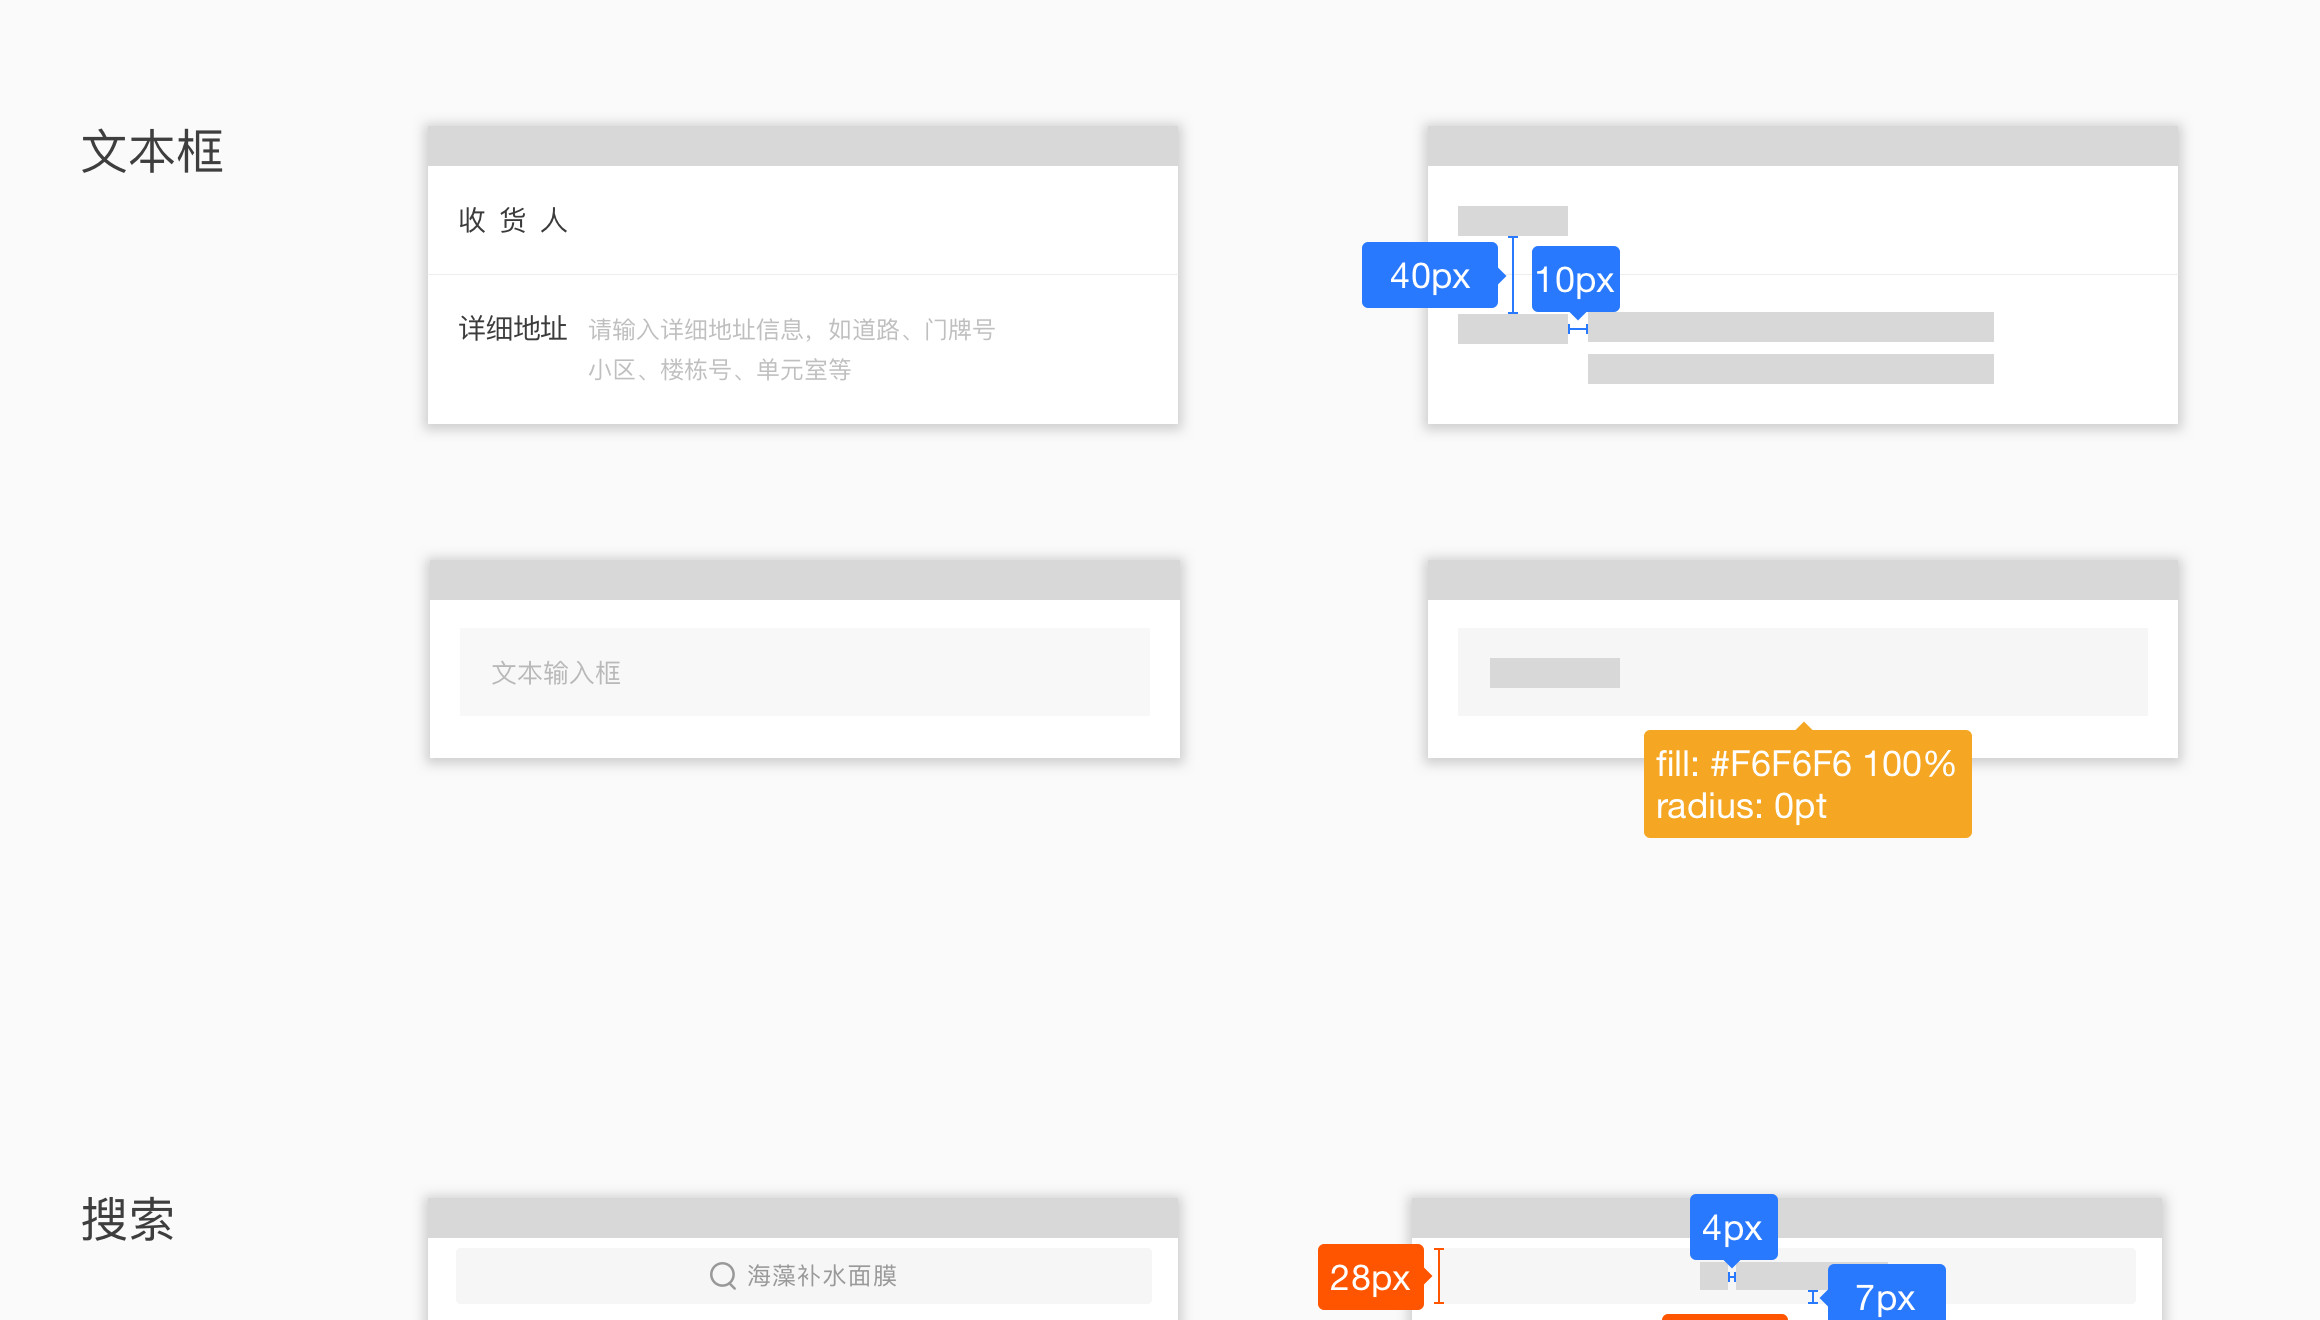 文本框
收 货 人
详细地址 请输入详细地址信息，如道路、门牌号
小区、楼栋号、单元室等
40px
10px
文本输入框
fill: #F6F6F6 100%
radius: 0pt
搜索
海藻补水面膜
4px
28px
7px